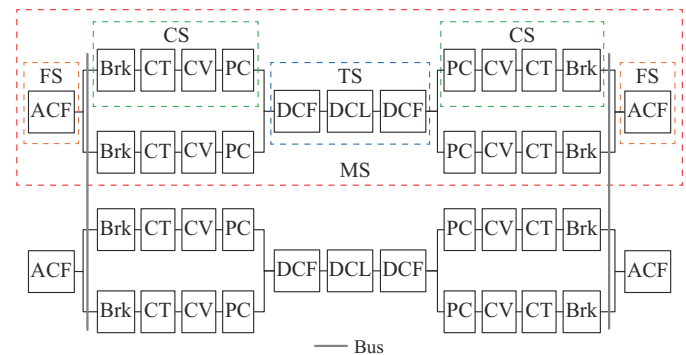 CS CS
FS Brk CT CV PC TS PC CV CT Brk FS
ACF DCF DCL DCF ACF
Brk CT CV PC PC CV CT Brk
MS
Brk CT CV PC PC CV CT Brk
ACF DCF DCL DCF ACF
Brk CT CV PC PC CV CT Brk
Bus